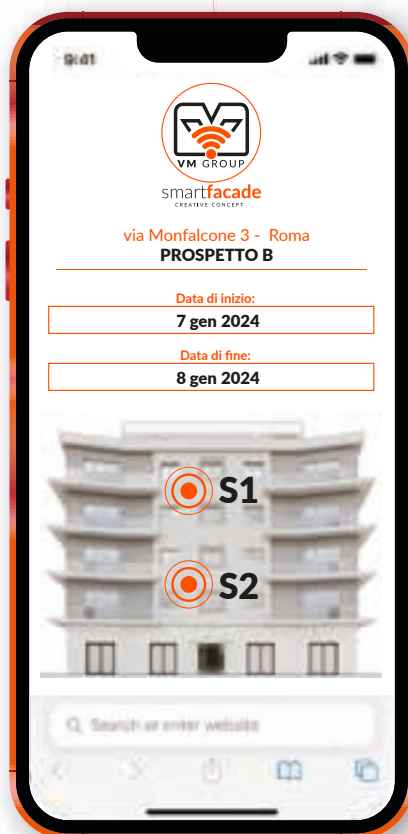 9:41
VM GROUP
smartfacade
CREATIVE CONCEPT
via Monfalcone 3 - Roma
PROSPETTO B
Data di inizio:
7 gen 2024
Data di fine:
8 gen 2024
S1
S2
Search or enter website